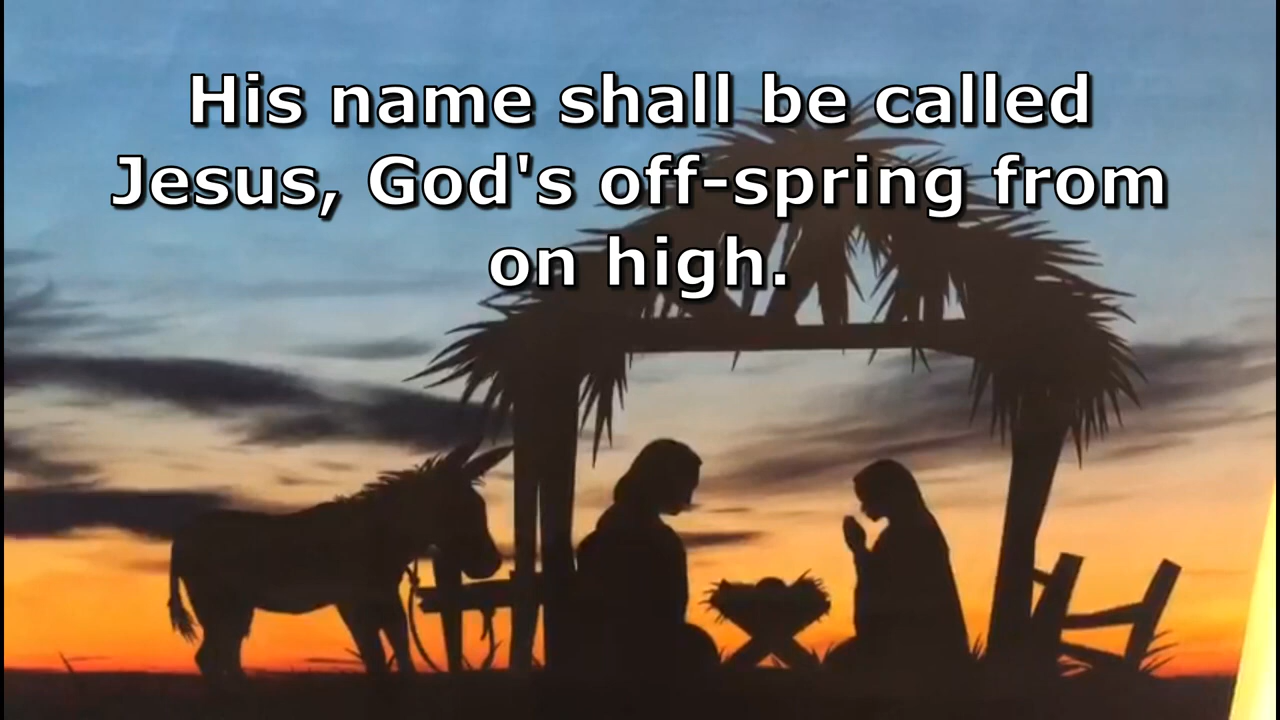 His name shall be called
Jesus, God's off-spring from
on high.